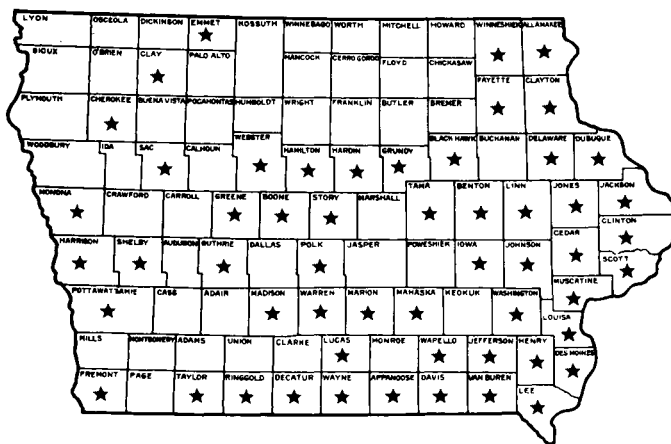 LYON OSCEOLA DICKINSON EMMET KOSSUTH WINNEBAGO WORTH MITCHELL HOWARD WINNESHIEK ALLAMAKEE
SIOUX O'BRIEN CLAY PALO ALTO HANCOCK CERRO GORDO FLOYD CHICKASAW
FAYETTE CLAYTON
PLYMOUTH CHEROKEE BUENA VISTA POCAHONTAS HUMBOLDT WRIGHT FRANKLIN BUTLER BREMER
WOODBURY IDA SAC CALHOUN WEBSTER HAMILTON HARDIN GRUNDY BLACK HAWK BUCHANAN DELAWARE DUBUQUE
MONONA CRAWFORD CARROLL GREENE BOONE STORY MARSHALL TAMA BENTON LINN JONES JACKSON
CLINTON
HARRISON SHELBY AUDUBON GUTHRIE DALLAS POLK JASPER POWESHIEK IOWA JOHNSON CEDAR SCOTT
MUSCATINE
POTTAWATTAMIE CASS ADAIR MADISON WARREN MARION MAHASKA KEOKUK WASHINGTON
LOUISA
MILLS MONTGOMERY ADAMS UNION CLARKE LUCAS MONROE WAPELLO JEFFERSON HENRY DES MOINES
FREMONT PAGE TAYLOR RINGGOLD DECATUR WAYNE APPANOOSE DAVIS VAN BUREN
LEE